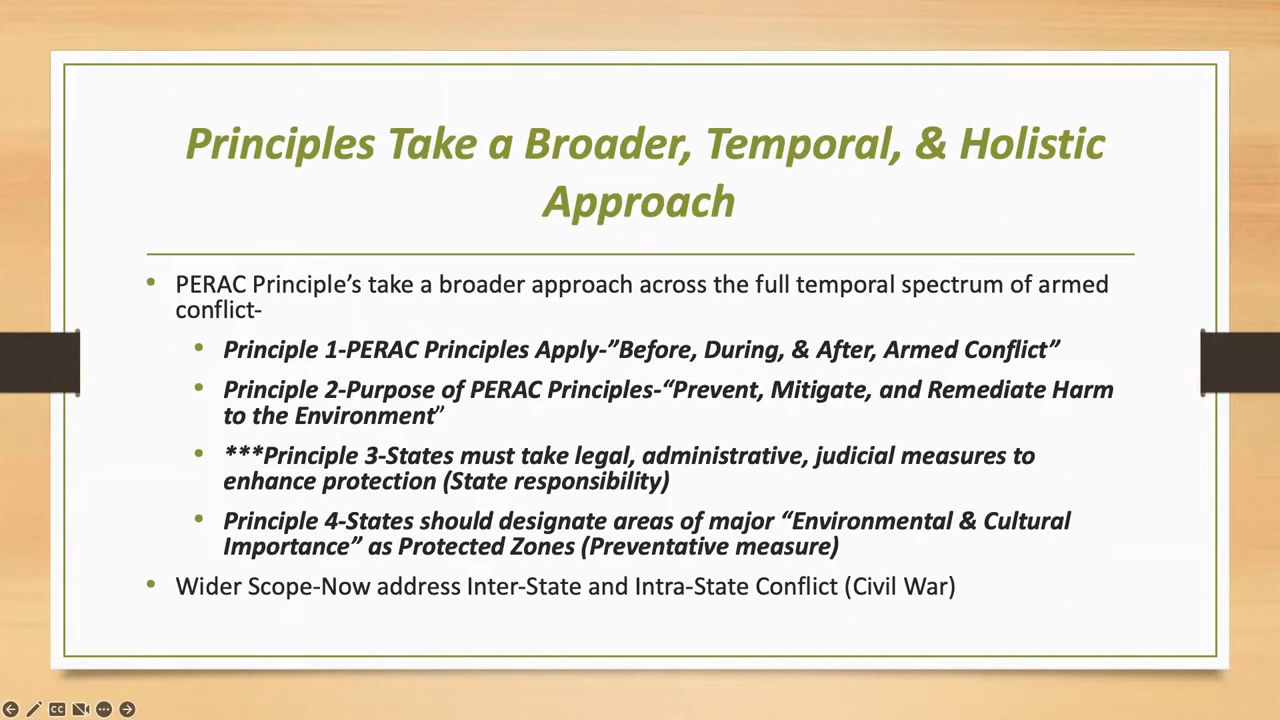 Principles Take a Broader, Temporal, & Holistic
Approach
• PERAC Principle’s take a broader approach across the full temporal spectrum of armed
conflict-
• Principle 1-PERAC Principles Apply-”Before, During, & After, Armed Conflict”
• Principle 2-Purpose of PERAC Principles-“Prevent, Mitigate, and Remediate Harm
to the Environment”
• ***Principle 3-States must take legal, administrative, judicial measures to
enhance protection (State responsibility)
• Principle 4-States should designate areas of major “Environmental & Cultural
Importance” as Protected Zones (Preventative measure)
• Wider Scope-Now address Inter-State and Intra-State Conflict (Civil War)
CC